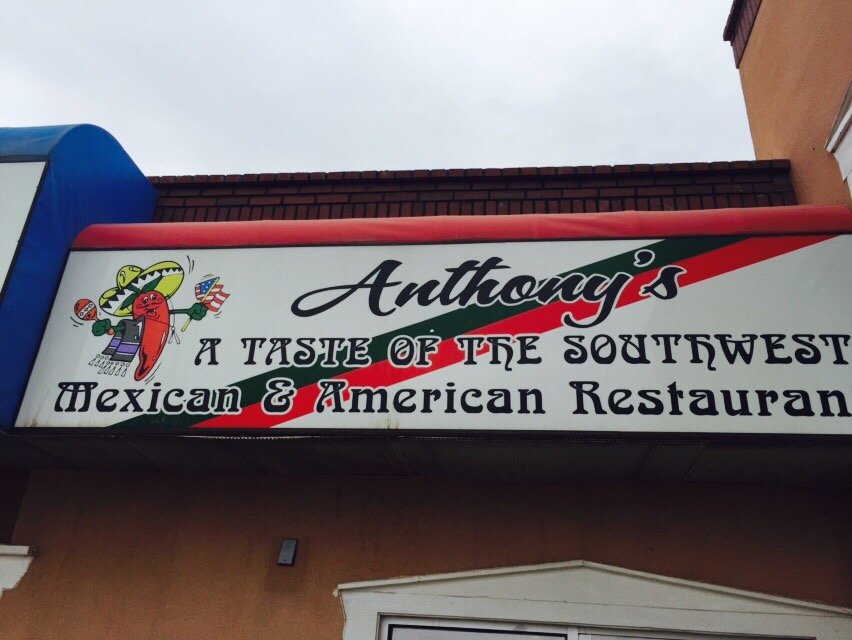 Anthony's
A TASTE OF THE SOUTHWEST
Mexican & American Restauran